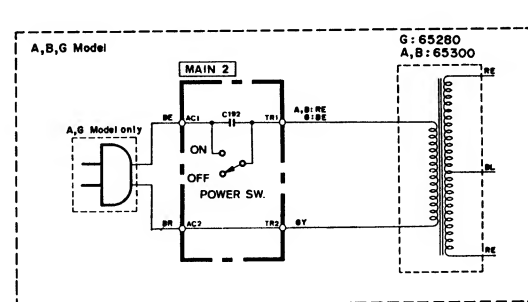 A,B,G Model
G:65280
A,B:65300
MAIN 2
RE
BE
AC1
C192
TR1
A,B:RE
G:BE
A,G Model only
ON
OFF
POWER SW.
BL
BR
AC2
TR2
GY
RE